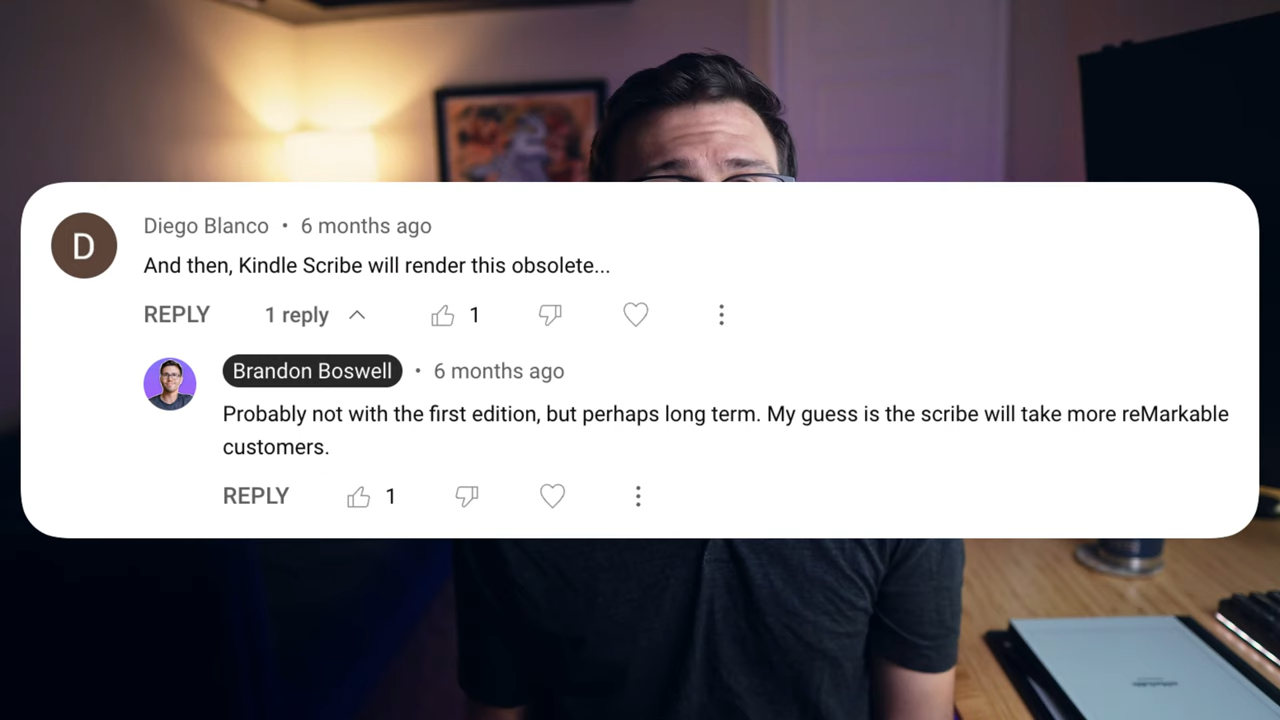 D
Diego Blanco • 6 months ago
And then, Kindle Scribe will render this obsolete...
REPLY 1 reply 1
Brandon Boswell • 6 months ago
Probably not with the first edition, but perhaps long term. My guess is the scribe will take more reMarkable
customers.
REPLY 1